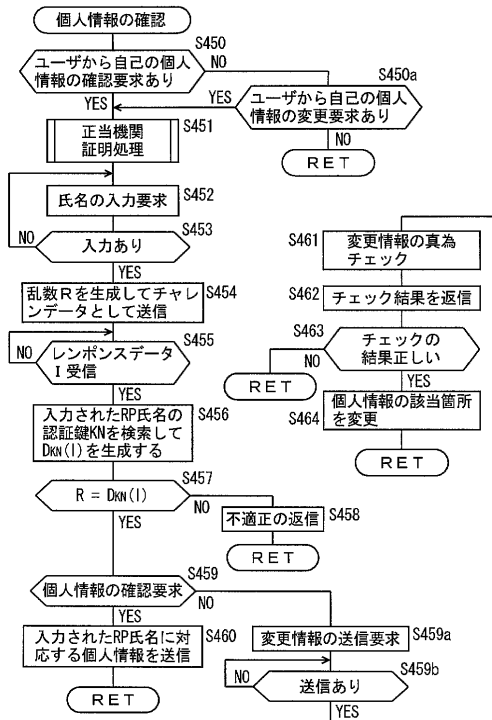 個人情報の確認
S450
ユーザから自己の個人
情報の確認要求あり
NO
YES
S450a
ユーザから自己の個人
情報の変更要求あり
YES
NO
RET
正当機関
証明処理
S451
氏名の入力要求
S452
S453
入力あり
NO
YES
乱数Rを生成してチャレ
ンデータとして送信
S454
S455
レンポンスデータ
I 受信
NO
YES
入力されたRP氏名の
認証鍵KNを検索して
DKN(I)を生成する
S456
S457
R = DKN(I)
NO
YES
不適正の返信
S458
RET
S459
個人情報の確認要求
NO
YES
入力されたRP氏名に対
応する個人情報を送信
S460
RET
変更情報の送信要求
S459a
S459b
送信あり
NO
YES
S461
変更情報の真為
チェック
S462
チェック結果を返信
S463
チェックの
結果正しい
NO
RET
YES
S464
個人情報の該当箇所
を変更
RET